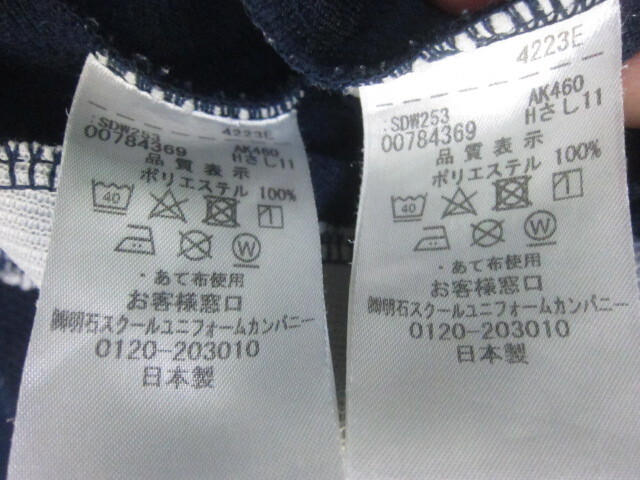 4223E
:SDW253
AK460
00784369
Hさし11
品質表示
ポリエステル 100%
40
W
・あて布使用
お客様窓口
㈱明石スクールユニフォームカンパニー
0120-203010
日本製
4223E
:SDW253
AK460
00784369
Hさし11
品質表示
ポリエステル 100%
40
W
・あて布使用
お客様窓口
㈱明石スクールユニフォームカンパニー
0120-203010
日本製